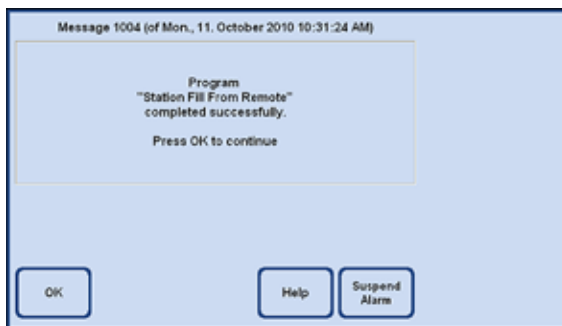 Message 1004 (of Mon., 11. October 2010 10:31:24 AM)
Program
"Station Fill From Remote"
completed successfully.
Press OK to continue
OK
Help
Suspend
Alarm